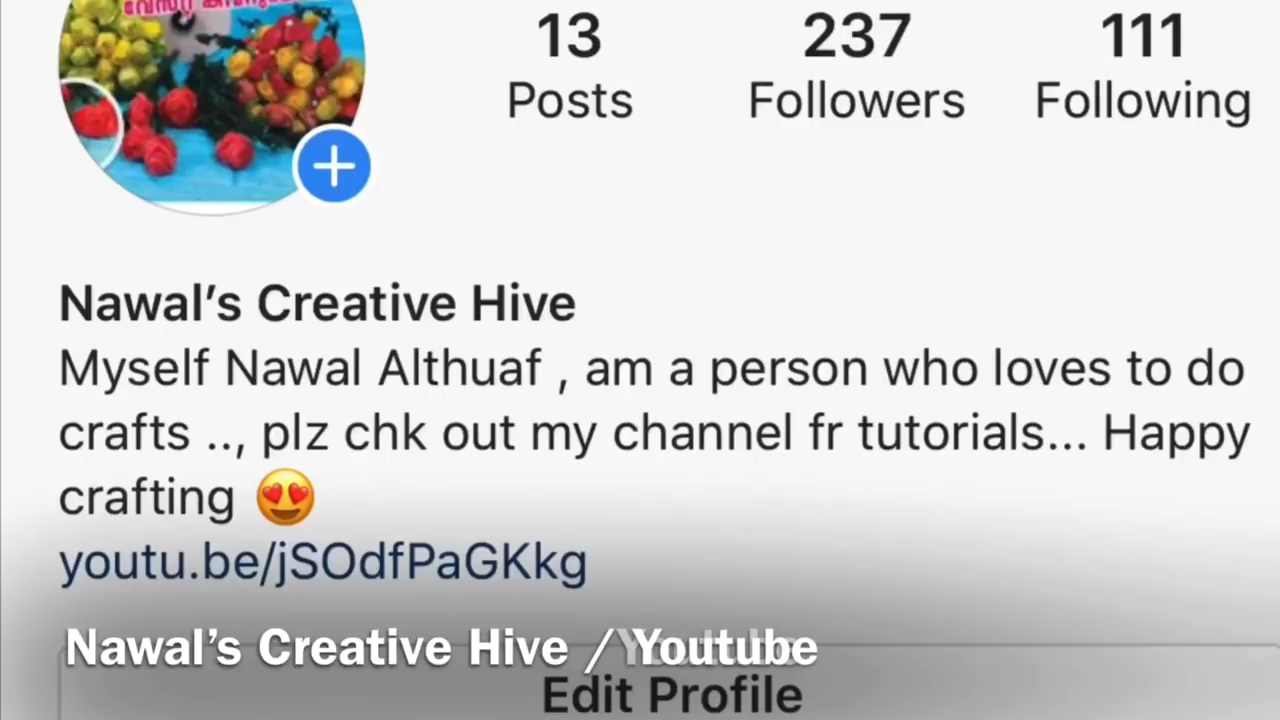 13
237
111
Posts
Followers
Following
Nawal’s Creative Hive
Myself Nawal Althuaf , am a person who loves to do
crafts .., plz chk out my channel fr tutorials... Happy
crafting 😍
youtu.be/jSOdfPaGKkg
Nawal’s Creative Hive / Youtube
Edit Profile